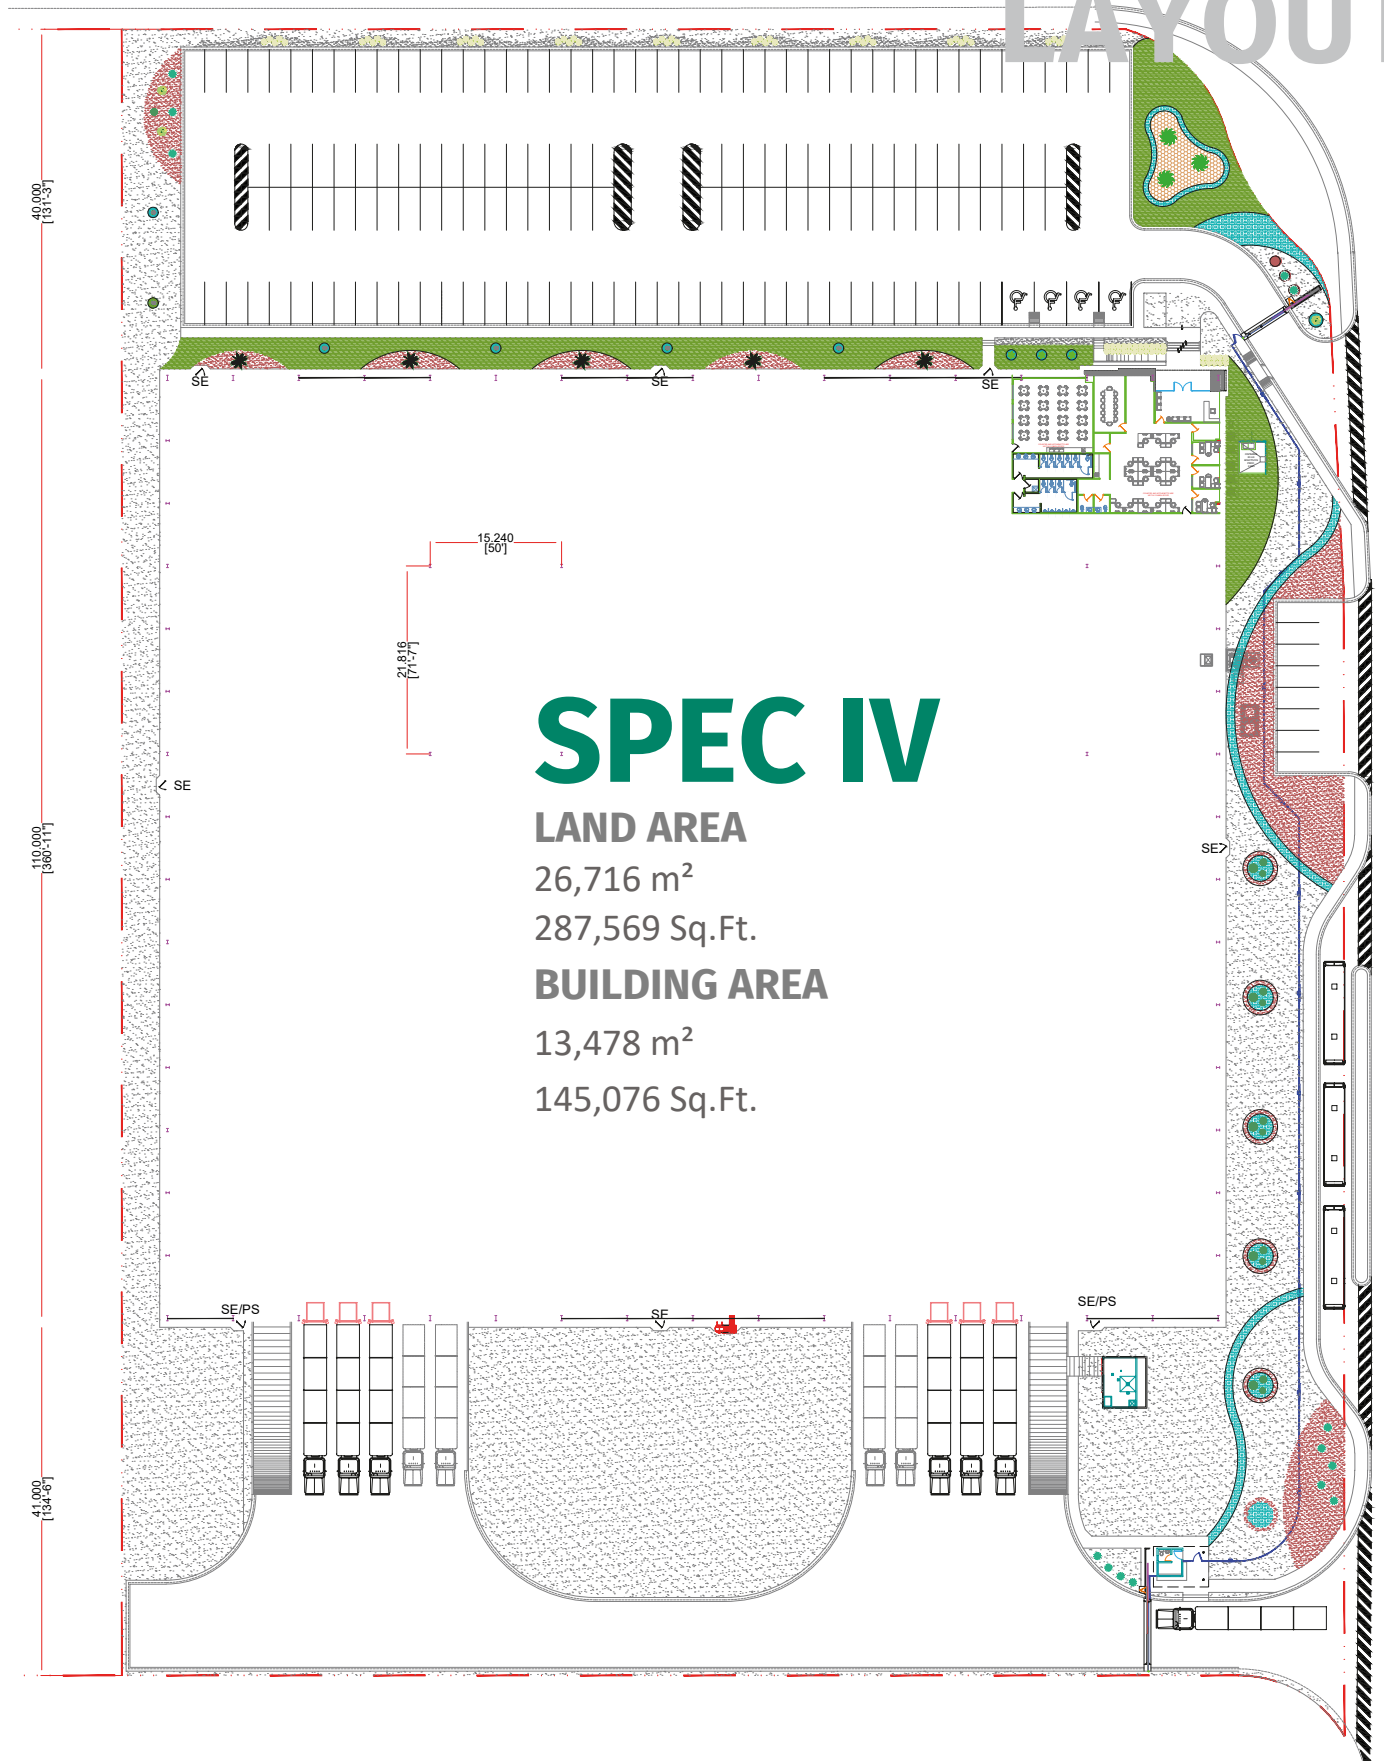 LAYOU
40.000
[131'-3"]
SE
SE
SE
15.240
[50']
21.816
[71'-7"]
SPEC IV
LAND AREA
26,716 m²
287,569 Sq.Ft.
BUILDING AREA
13,478 m²
145,076 Sq.Ft.
SE
SE
110.000
[360'-11"]
SE/PS
SE
SE/PS
41.000
[134'-6"]